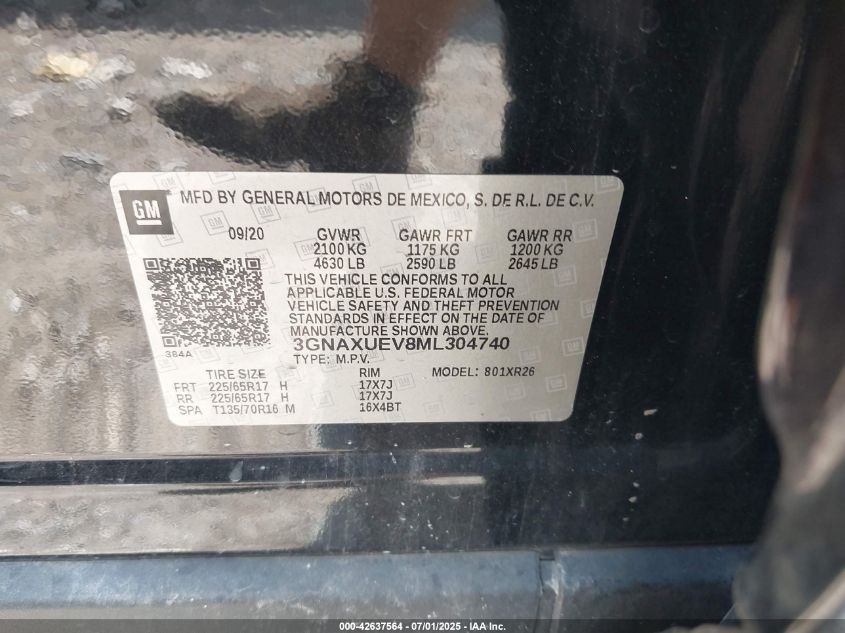 GM
MFD BY GENERAL MOTORS DE MEXICO, S. DE R.L. DE C.V.
09/20 GVWR GAWR FRT GAWR RR
2100 KG 1175 KG 1200 KG
4630 LB 2590 LB 2645 LB
THIS VEHICLE CONFORMS TO ALL
APPLICABLE U.S. FEDERAL MOTOR
VEHICLE SAFETY AND THEFT PREVENTION
STANDARDS IN EFFECT ON THE DATE OF
MANUFACTURE SHOWN ABOVE.
384A
3GNAXUEV8ML304740
TYPE: M.P.V.
TIRE SIZE RIM MODEL: 801XR26
FRT 225/65R17 H 17X7J
RR 225/65R17 H 17X7J
SPA T135/70R16 M 16X4BT
000-42637564 - 07/01/2025 - IAA Inc.